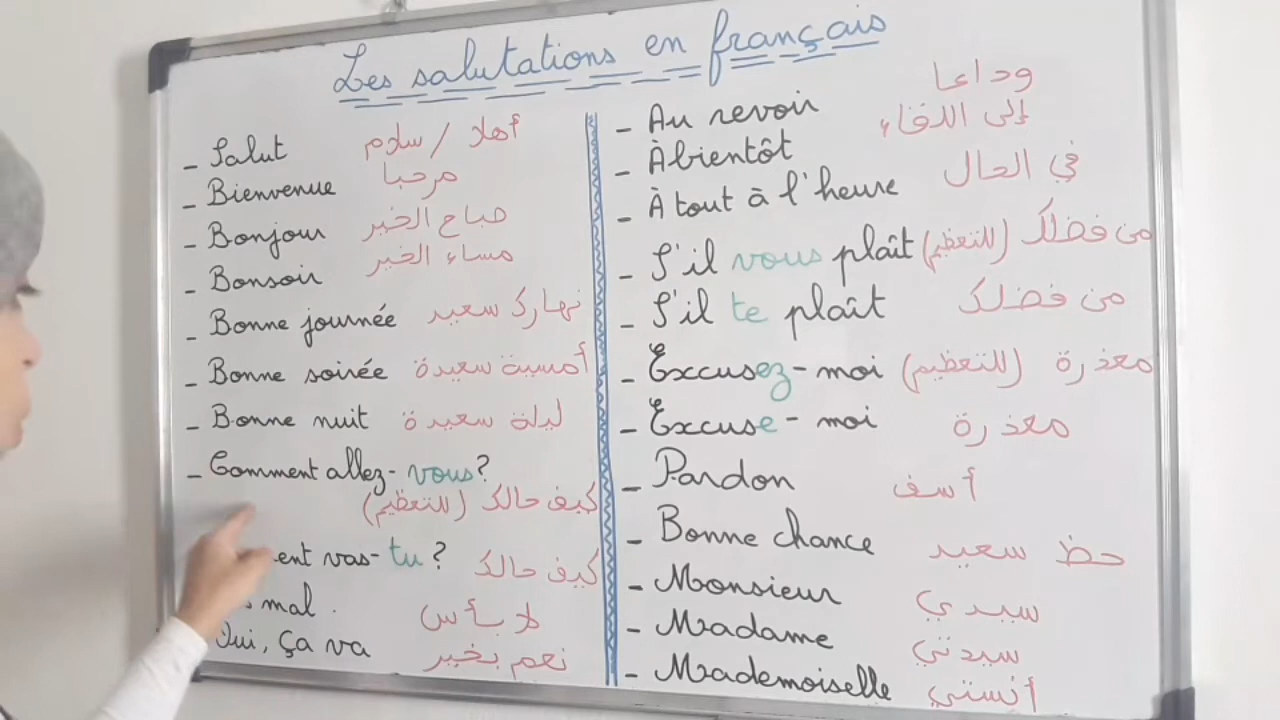 Les salutations en français
- Salut أهلا / سلام
- Bienvenue مرحبا
- Bonjour صباح الخير
- Bonsoir مساء الخير
- Bonne journée نهارك سعيد
- Bonne soirée أمسية سعيدة
- Bonne nuit ليلة سعيدة
- Comment allez-vous ?
كيف حالك (للتعظيم)
ent vas-tu ? كيف حالك
mal . لا بأس
Oui, ça va نعم بخير
- Au revoir وداعا
- À bientôt إلى اللقاء
- À tout à l'heure في الحال
- S'il vous plaît من فضلك (للتعظيم)
- S'il te plaît من فضلك
- Excusez-moi معذرة (للتعظيم)
- Excuse-moi معذرة
- Pardon أسف
- Bonne chance حظ سعيد
- Monsieur سيدي
- Madame سيدتي
- Mademoiselle أنستي